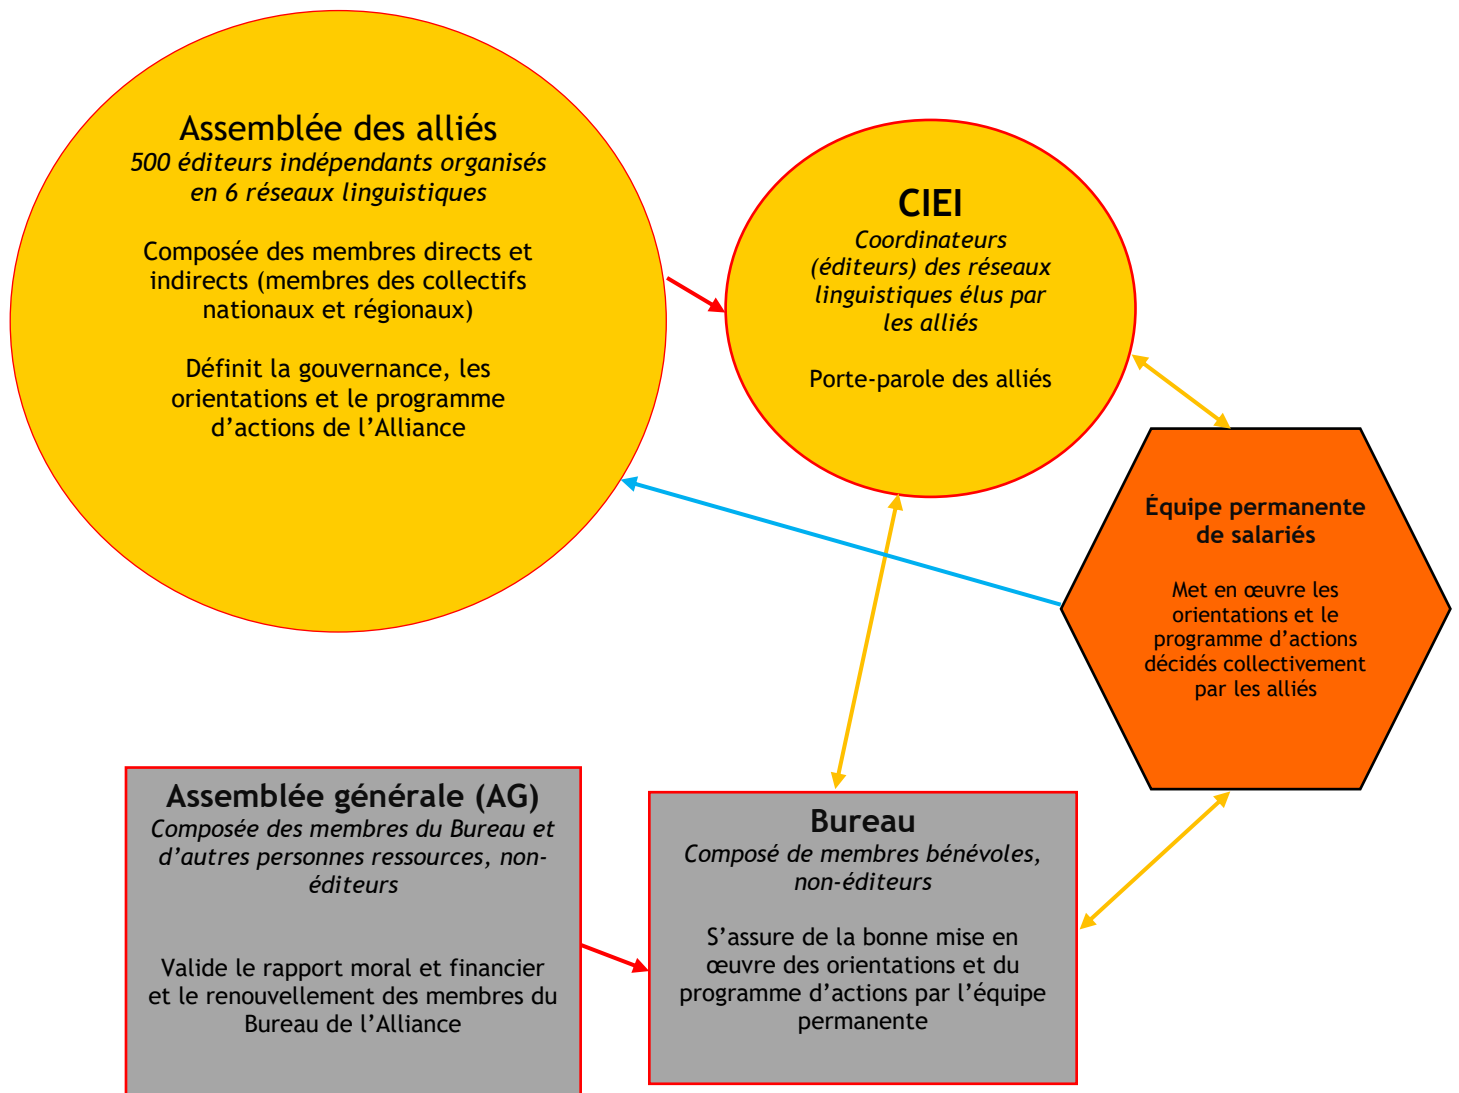 Assemblée des alliés
500 éditeurs indépendants organisés
en 6 réseaux linguistiques
Composée des membres directs et
indirects (membres des collectifs
nationaux et régionaux)
Définit la gouvernance, les
orientations et le programme
d’actions de l’Alliance
CIEI
Coordinateurs
(éditeurs) des réseaux
linguistiques élus par
les alliés
Porte-parole des alliés
Équipe permanente
de salariés
Met en œuvre les
orientations et le
programme d’actions
décidés collectivement
par les alliés
Assemblée générale (AG)
Composée des membres du Bureau et
d’autres personnes ressources, non-
éditeurs
Valide le rapport moral et financier
et le renouvellement des membres du
Bureau de l’Alliance
Bureau
Composé de membres bénévoles,
non-éditeurs
S’assure de la bonne mise en
œuvre des orientations et du
programme d’actions par l’équipe
permanente